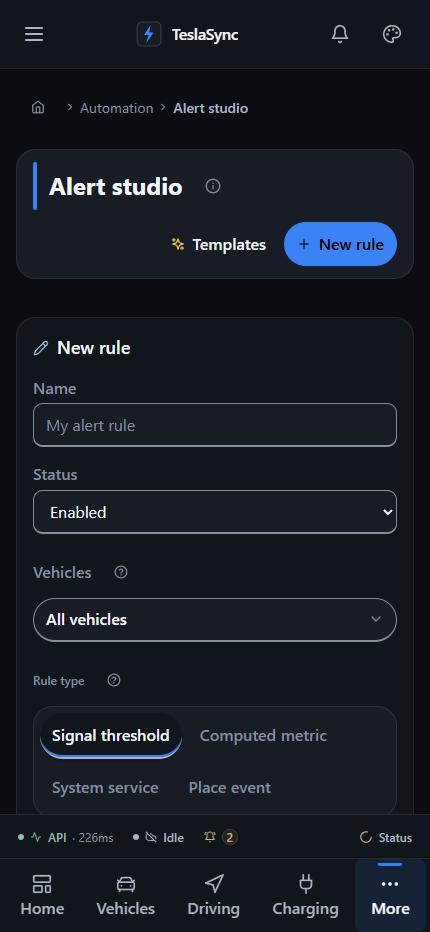 TeslaSync
Automation Alert studio
Alert studio
Templates + New rule
New rule
Name
My alert rule
Status
Enabled
Vehicles
All vehicles
Rule type
Signal threshold Computed metric
System service Place event
API · 226ms Idle 2 Status
Home Vehicles Driving Charging More